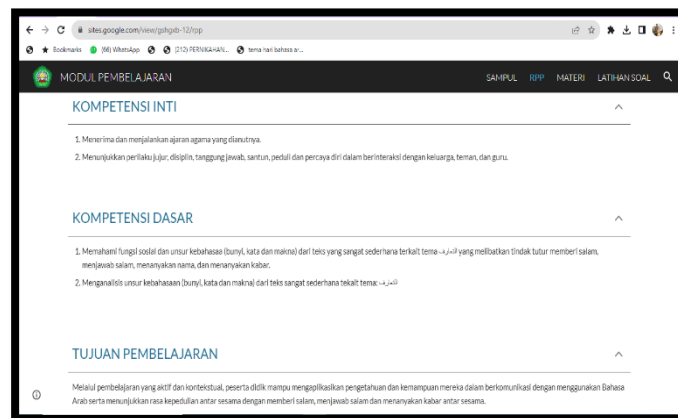 sites.google.com/view/gshgxb-12/rpp
Bookmarks (66) WhatsApp (212) PERNIKAHAN... tema hari bahasa ar...
MODUL PEMBELAJARAN SAMPUL RPP MATERI LATIHAN SOAL
KOMPETENSI INTI
1. Menerima dan menjalankan ajaran agama yang dianutnya.
2. Menunjukkan perilaku jujur, disiplin, tanggung jawab, santun, peduli dan percaya diri dalam berinteraksi dengan keluarga, teman, dan guru.
KOMPETENSI DASAR
1. Memahami fungsi sosial dan unsur kebahasaa (bunyi, kata dan makna) dari teks yang sangat sederhana terkait tema التعارف yang melibatkan tindak tutur memberi salam,
menjawab salam, menanyakan nama, dan menanyakan kabar.
2. Menganalisis unsur kebahasaan (bunyi, kata dan makna) dari teks sangat sederhana tekait tema: التعارف
TUJUAN PEMBELAJARAN
Melalui pembelajaran yang aktif dan kontekstual, peserta didik mampu mengaplikasikan pengetahuan dan kemampuan mereka dalam berkomunikasi dengan menggunakan Bahasa
Arab serta menunjukkan rasa kepedulian antar sesama dengan memberi salam, menjawab salam dan menanyakan kabar antar sesama.